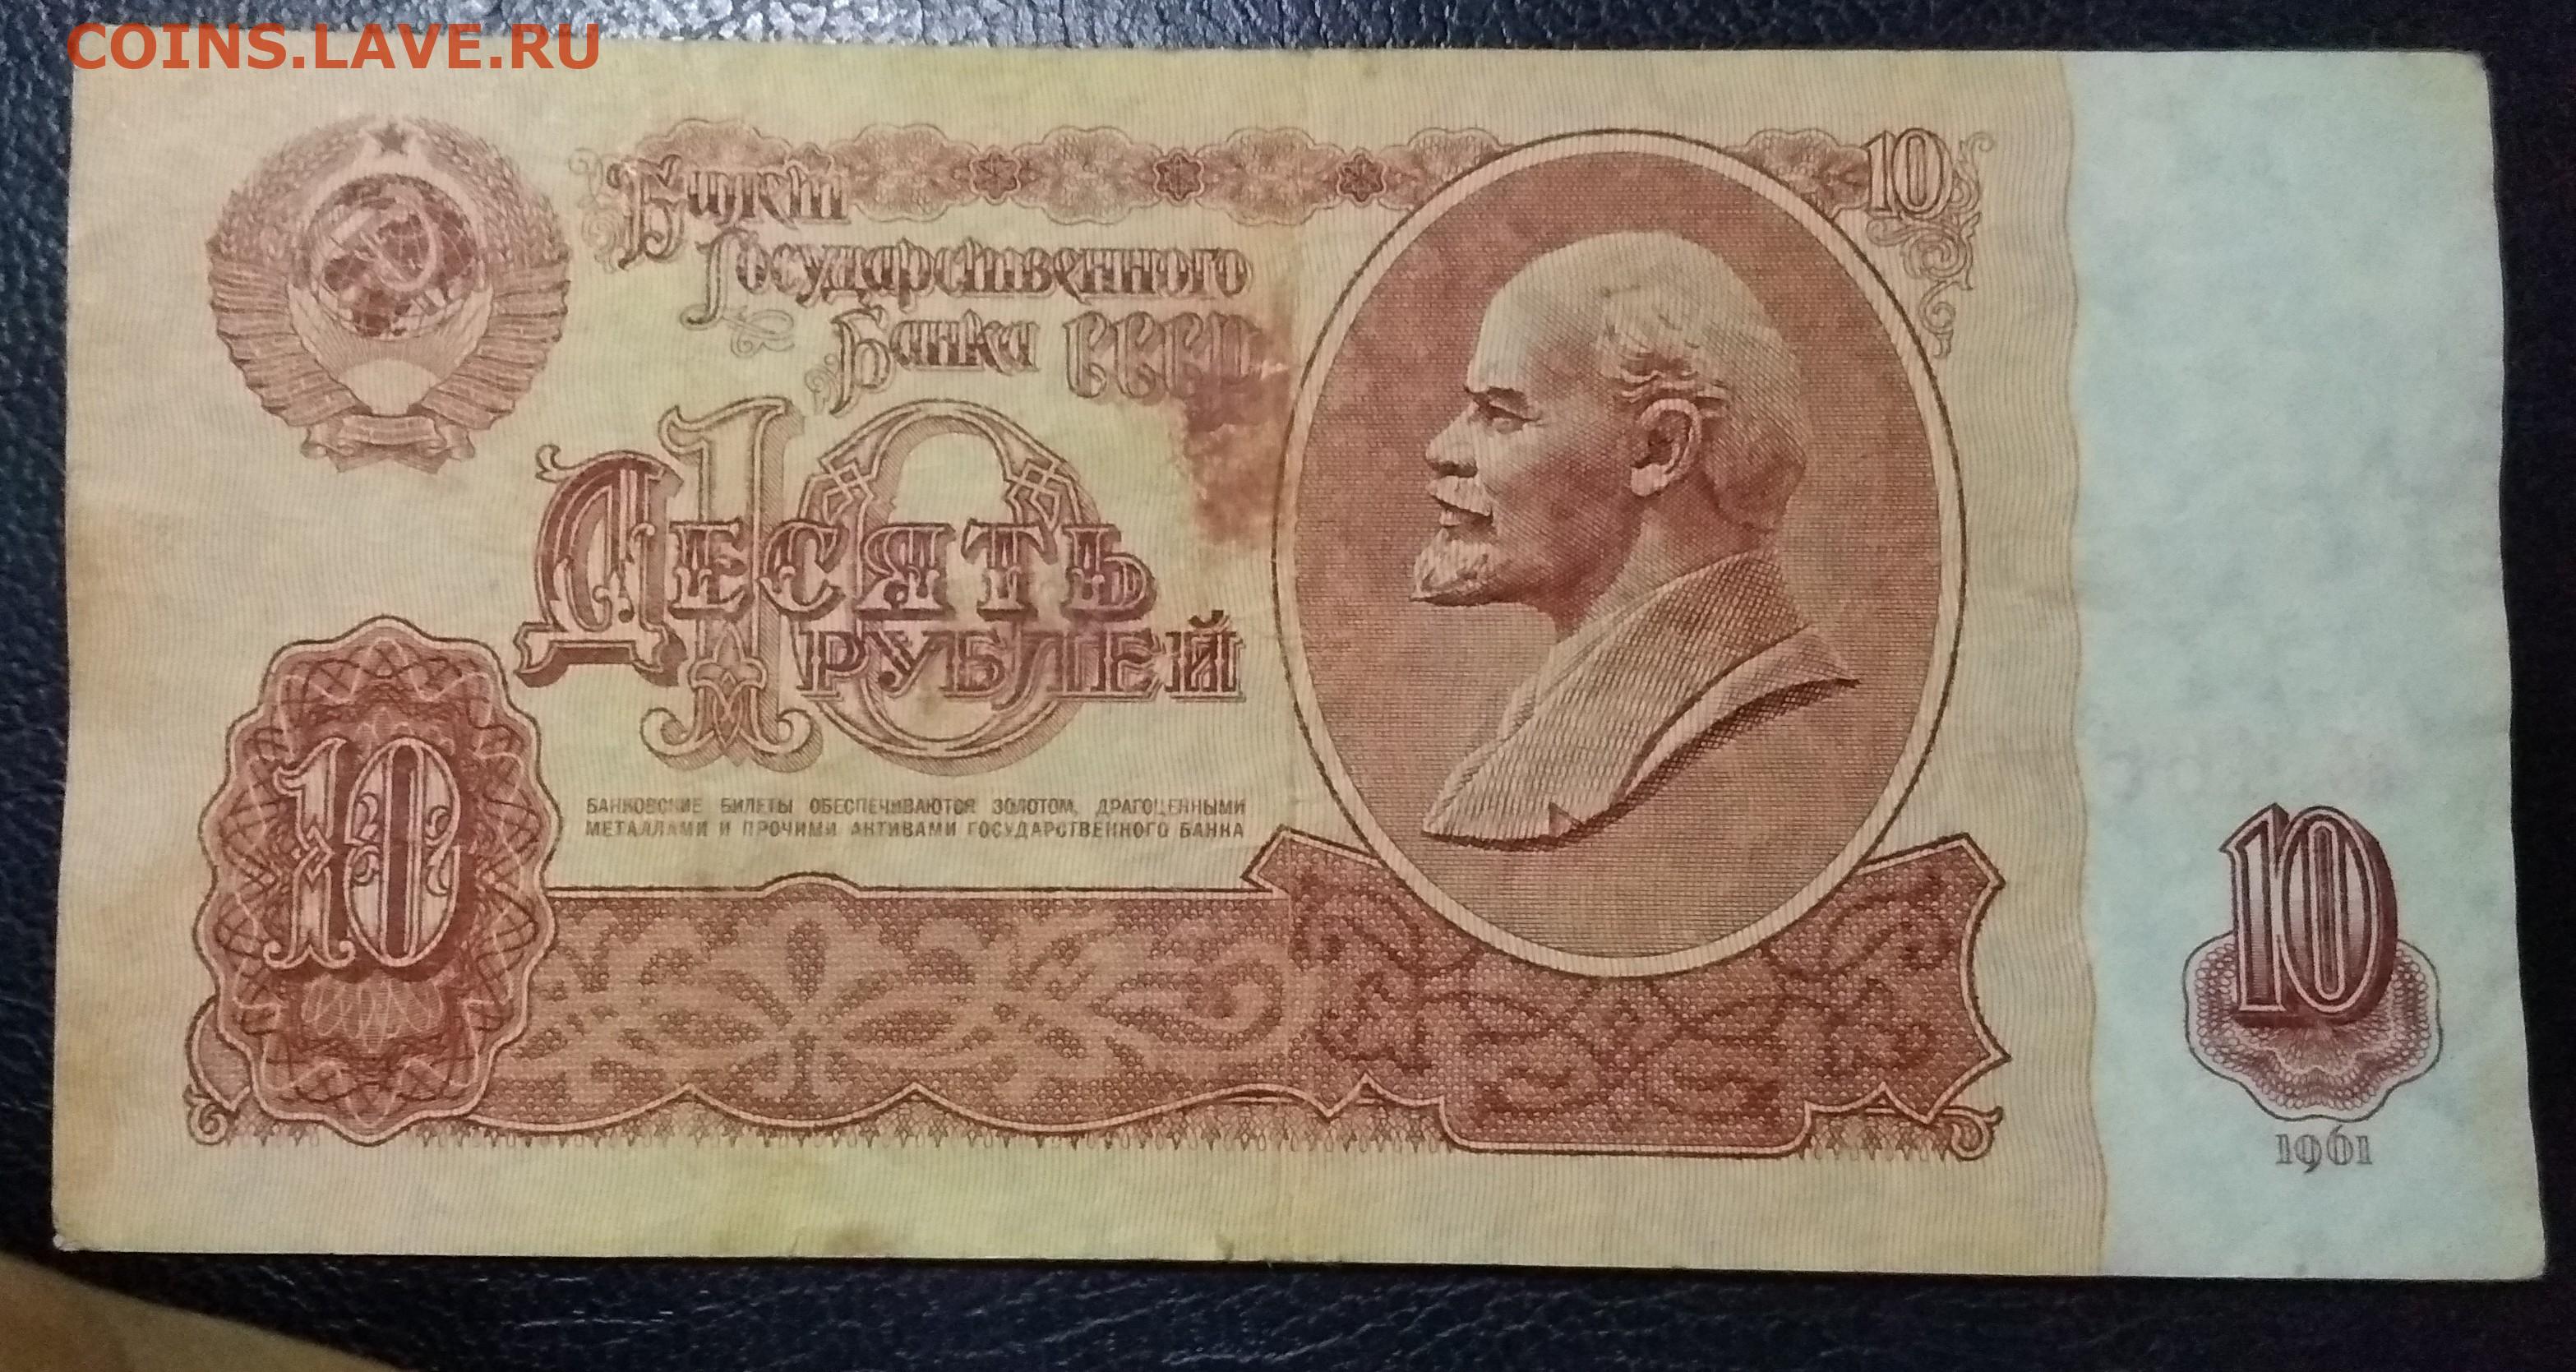 COINS.LAVE.RU
Билет
Государственного
Банка СССР
10
10
Десять
рублей
БАНКОВСКИЕ БИЛЕТЫ ОБЕСПЕЧИВАЮТСЯ ЗОЛОТОМ, ДРАГОЦЕННЫМИ
МЕТАЛЛАМИ И ПРОЧИМИ АКТИВАМИ ГОСУДАРСТВЕННОГО БАНКА
10
10
1961